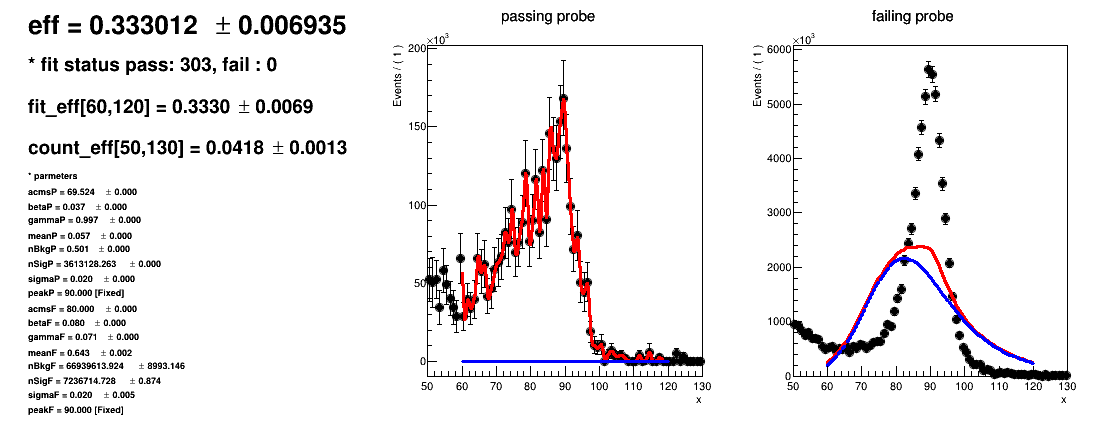 eff = 0.333012 ± 0.006935
* fit status pass: 303, fail : 0
fit_eff[60,120] = 0.3330 ± 0.0069
count_eff[50,130] = 0.0418 ± 0.0013
* parmeters
acmsP = 69.524 ± 0.000
betaP = 0.037 ± 0.000
gammaP = 0.997 ± 0.000
meanP = 0.057 ± 0.000
nBkgP = 0.501 ± 0.000
nSigP = 3613128.263 ± 0.000
sigmaP = 0.020 ± 0.000
peakP = 90.000 [Fixed]
acmsF = 80.000 ± 0.000
betaF = 0.080 ± 0.000
gammaF = 0.071 ± 0.000
meanF = 0.643 ± 0.002
nBkgF = 66939613.924 ± 8993.146
nSigF = 7236714.728 ± 0.874
sigmaF = 0.020 ± 0.005
peakF = 90.000 [Fixed]
passing probe
×10³
Events / ( 1 )
200
150
100
50
0
50 60 70 80 90 100 110 120 130
x
failing probe
×10³
Events / ( 1 )
6000
5000
4000
3000
2000
1000
0
50 60 70 80 90 100 110 120 130
x